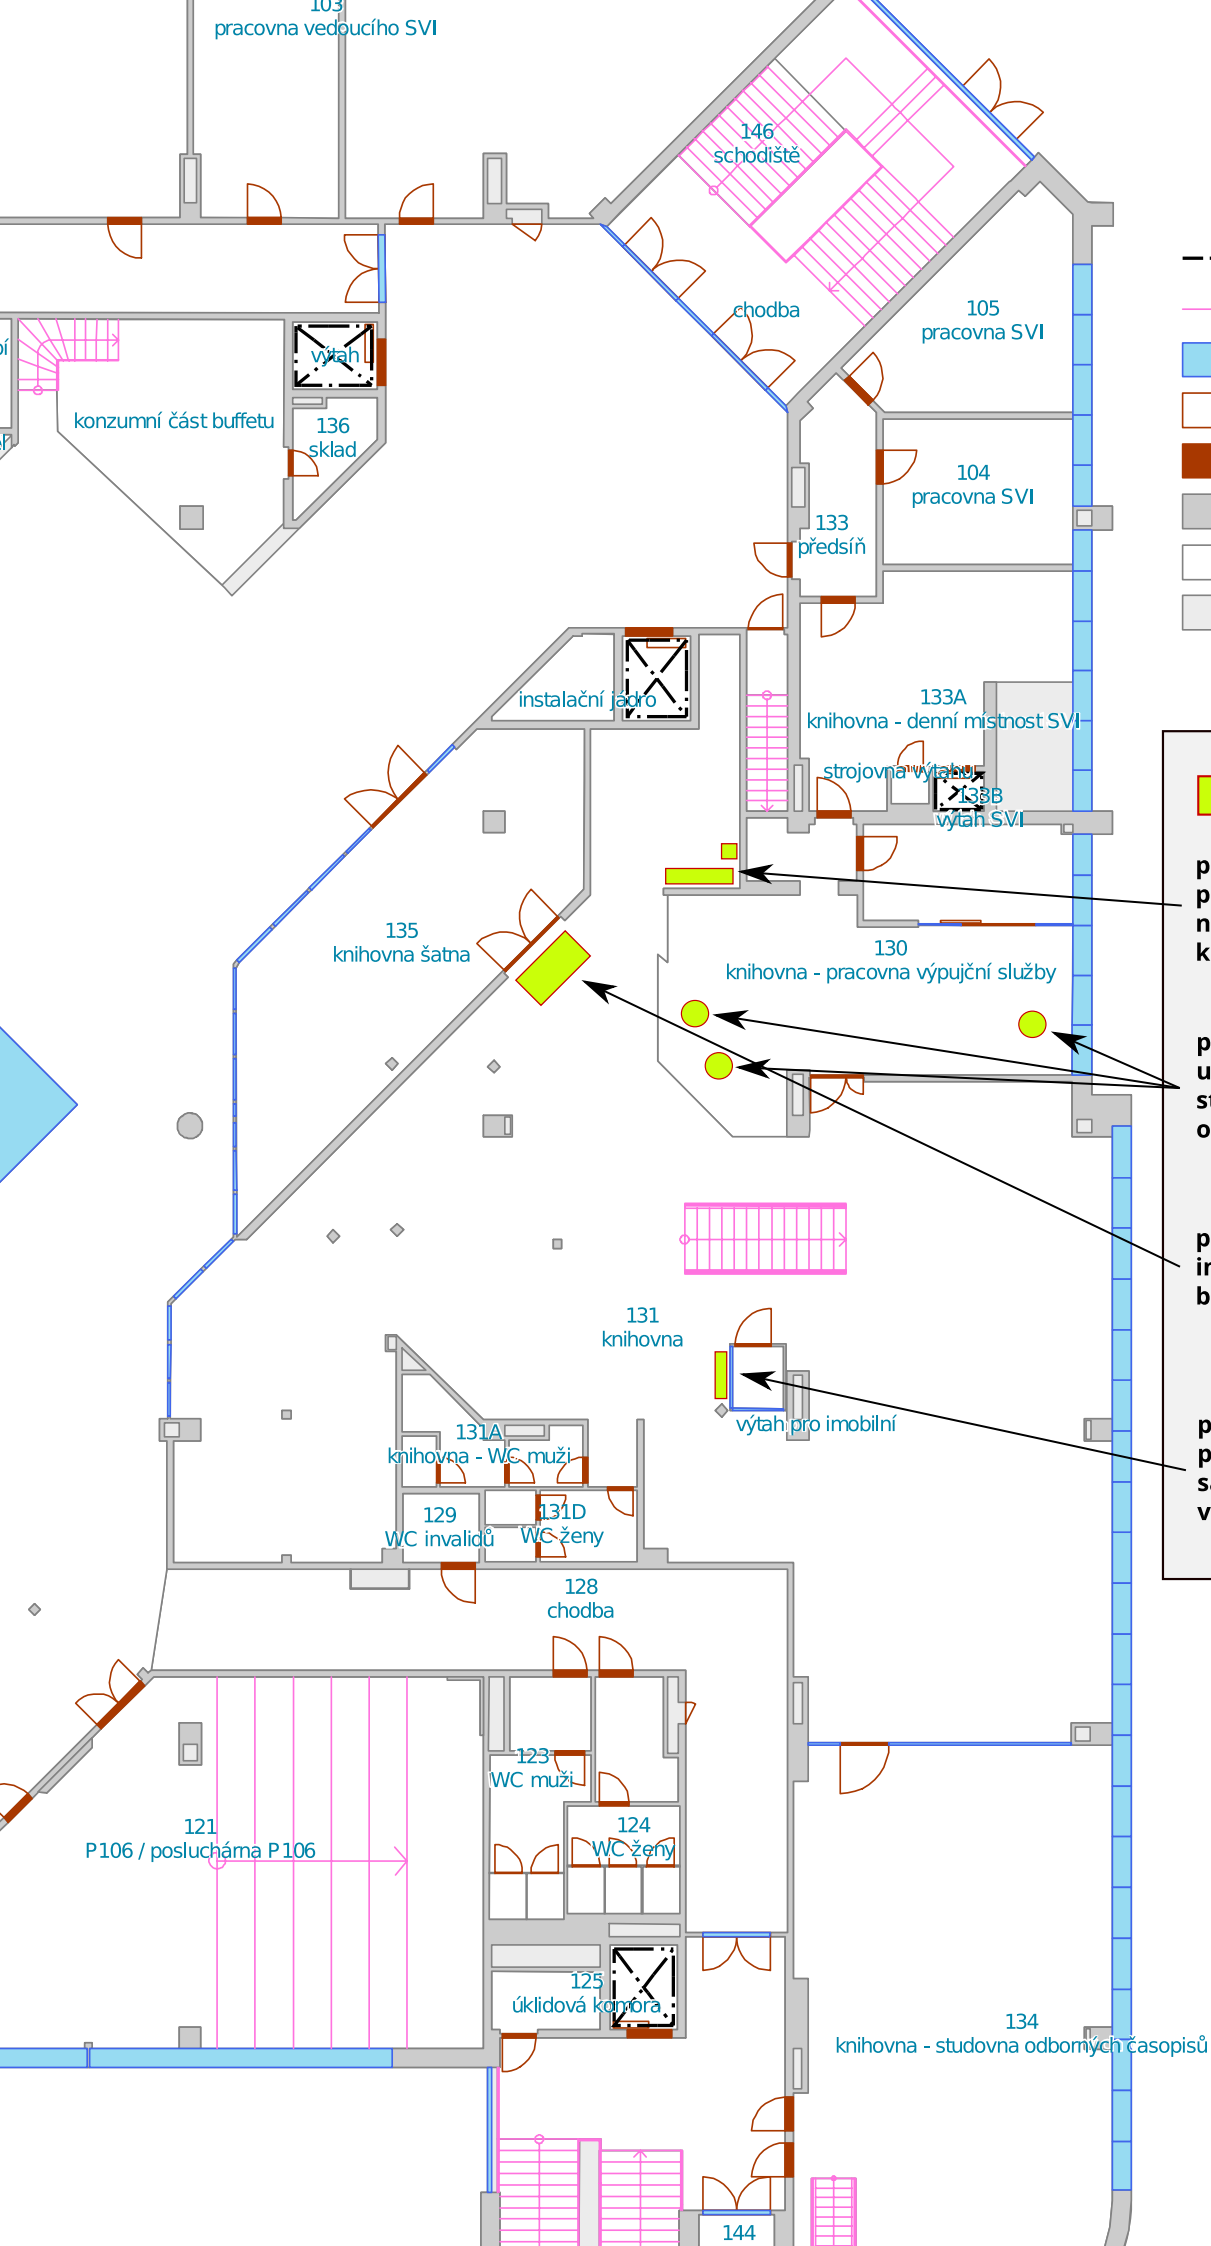 103
pracovna vedoucího SVI
146
schodiště
chodba
105
pracovna SVI
výtah
konzumní část buffetu
136
sklad
104
pracovna SVI
133
předsíň
instalační jádro
133A
knihovna - denní místnost SVI
strojovna výtahu
133B
výtah SVI
135
knihovna šatna
130
knihovna - pracovna výpujční služby
131
knihovna
výtah pro imobilní
131A
knihovna - WC muži
129
WC invalidů
131D
WC ženy
128
chodba
123
WC muži
124
WC ženy
121
P106 / posluchárna P106
125
úklidová komora
134
knihovna - studovna odborných časopisů
144